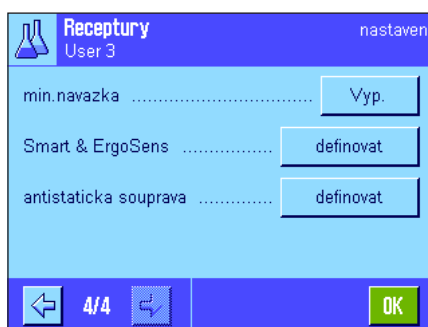 Receptury
nastaven
User 3
min.navazka ................................... Vyp.
Smart & ErgoSens ................. definovat
antistaticka souprava .............. definovat
4/4
OK